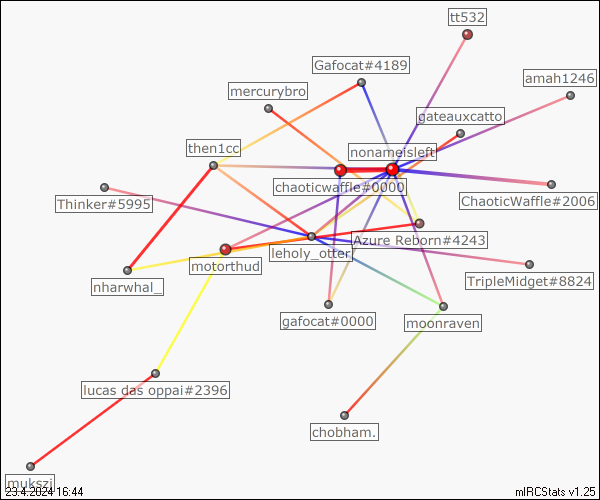 tt532
Gafocat#4189
amah1246
mercurybro
gateauxcatto
then1cc
nonameisleft
chaoticwaffle#0000
Thinker#5995
ChaoticWaffle#2006
Azure Reborn#4243
leholy_otter
motorthud
nharwhal_
TripleMidget#8824
gafocat#0000
moonraven
lucas das oppai#2396
chobham.
mukszi
23.4.2024 16:44
mIRCStats v1.25